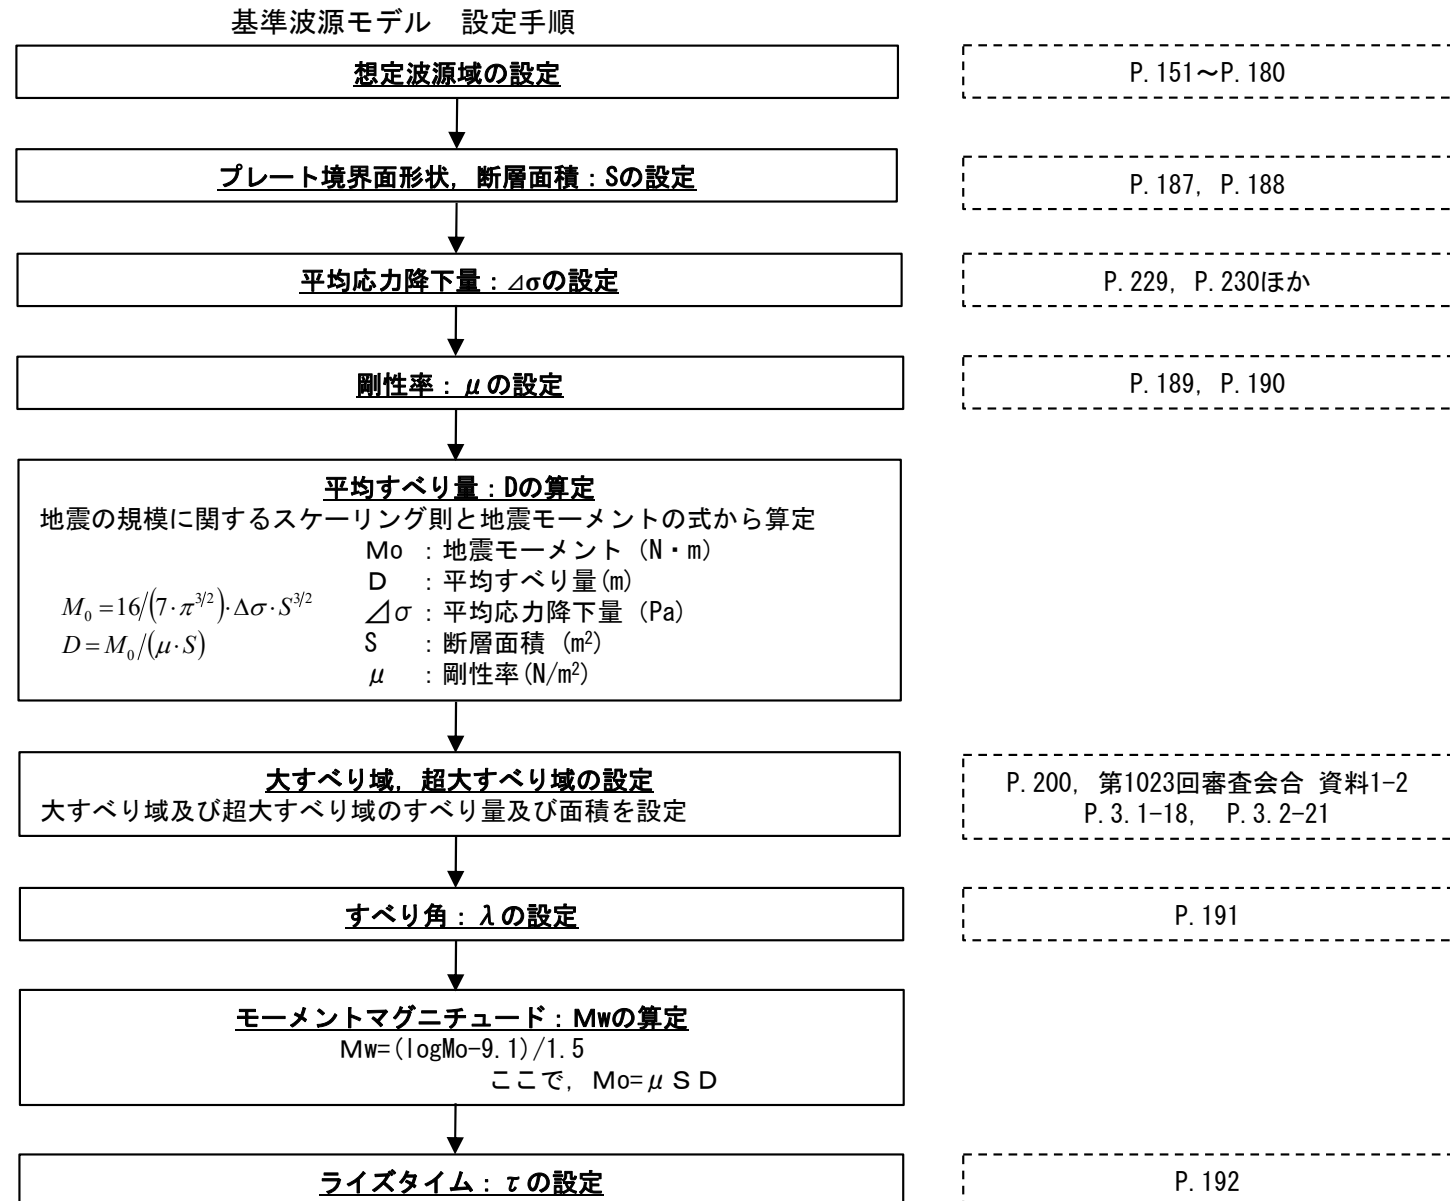 基準波源モデル　設定手順
想定波源域の設定
P.151～P.180
プレート境界面形状，断層面積：Sの設定
P.187，P.188
平均応力降下量：⊿σの設定
P.229，P.230ほか
剛性率：μの設定
P.189，P.190
平均すべり量：Dの算定
地震の規模に関するスケーリング則と地震モーメントの式から算定
Mo ：地震モーメント（N・m）
D ：平均すべり量(m)
M₀ = 16/(7・π^{3/2})・Δσ・S^{3/2}
⊿σ：平均応力降下量（Pa）
D = M₀/(μ・S)
S ：断層面積（m²）
μ ：剛性率(N/m²)
大すべり域，超大すべり域の設定
大すべり域及び超大すべり域のすべり量及び面積を設定
P.200，第1023回審査会合 資料1-2
P.3.1-18，　P.3.2-21
すべり角：λの設定
P.191
モーメントマグニチュード：Mwの算定
Mw=(logMo-9.1)/1.5
ここで，Mo=μＳＤ
ライズタイム：τの設定
P.192